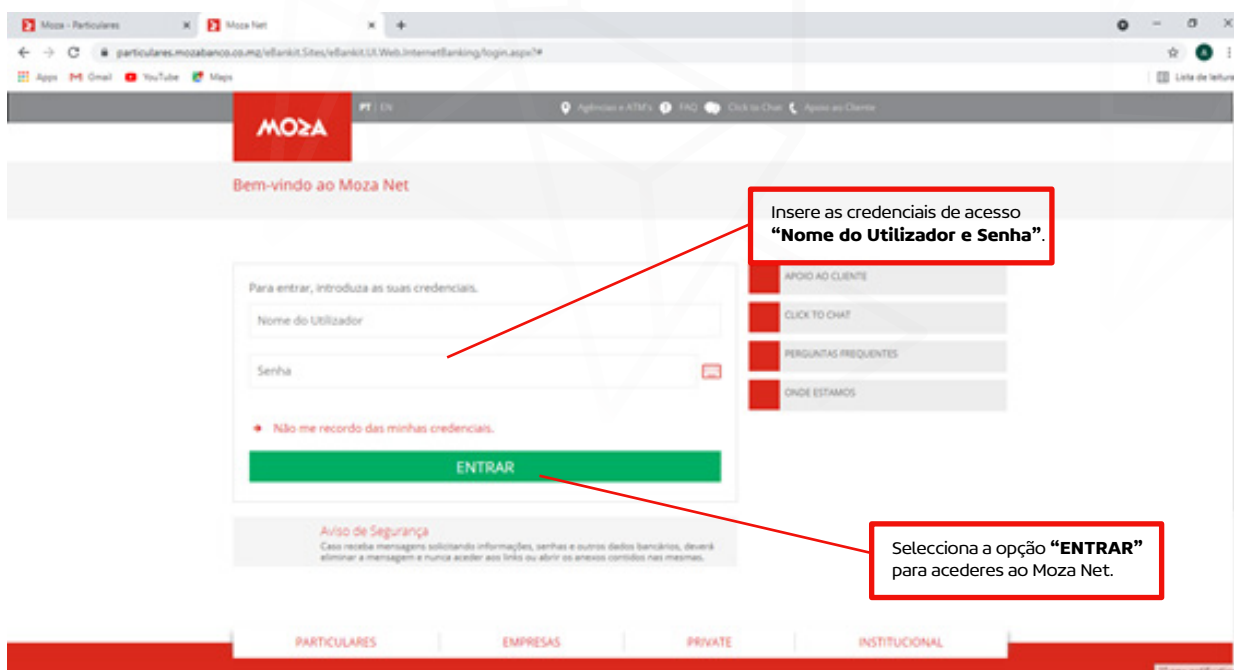 Moza - Particulares
Moza Net
particulares.mozabanco.co.mz/eBankit.Sites/eBankit.UI.Web.InternetBanking/login.aspx?#
Apps Gmail YouTube Maps
Lista de leitura
PT | EN
Agências e ATM's FAQ Click to Chat Apoio ao Cliente
MOZA
Bem-vindo ao Moza Net
Insere as credenciais de acesso
“Nome do Utilizador e Senha”.
Para entrar, introduza as suas credenciais.
Nome do Utilizador
Senha
Não me recordo das minhas credenciais.
ENTRAR
APOIO AO CLIENTE
CLICK TO CHAT
PERGUNTAS FREQUENTES
ONDE ESTAMOS
Aviso de Segurança
Caso receba mensagens solicitando informações, senhas e outros dados bancários, deverá
eliminar a mensagem e nunca aceder aos links ou abrir os anexos contidos nas mesmas.
Selecciona a opção “ENTRAR”
para acederes ao Moza Net.
PARTICULARES
EMPRESAS
PRIVATE
INSTITUCIONAL